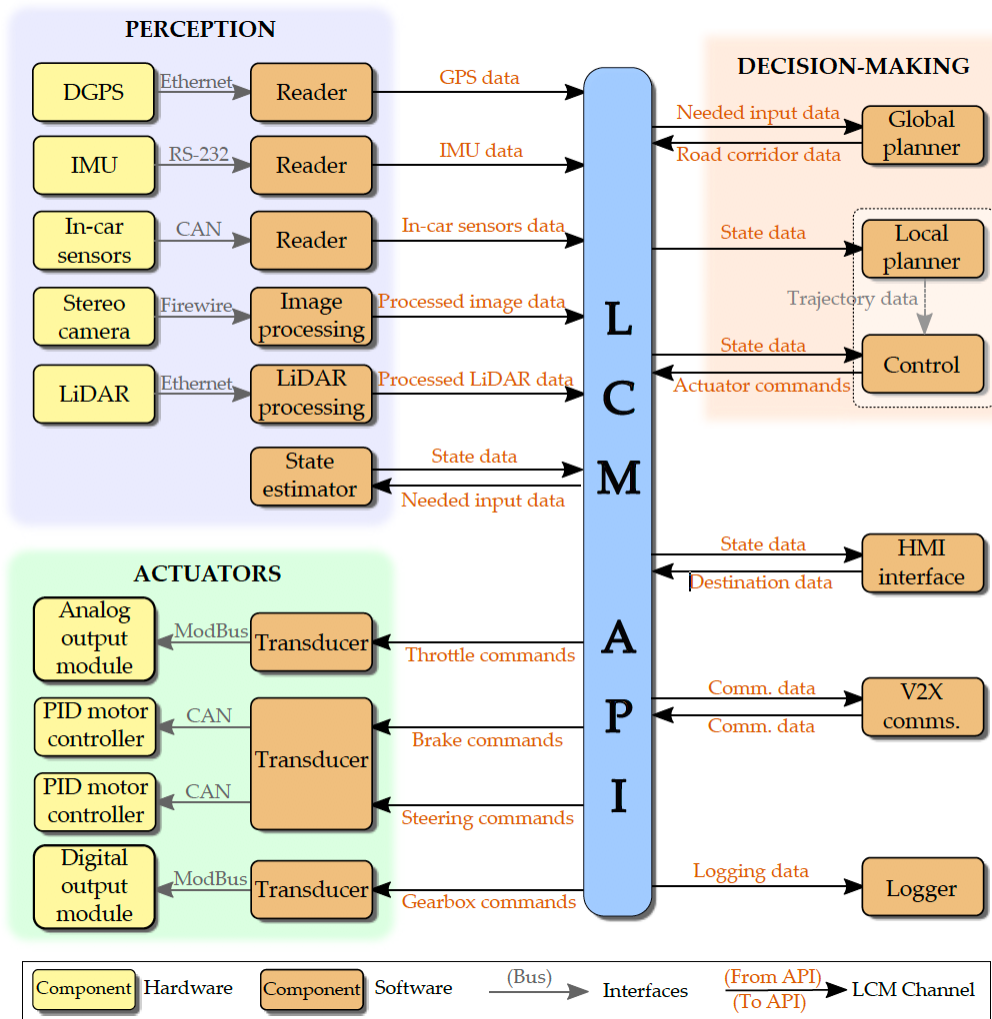 PERCEPTION
DGPS
Ethernet
Reader
GPS data
IMU
RS-232
Reader
IMU data
In-car
sensors
CAN
Reader
In-car sensors data
Stereo
camera
Firewire
Image
processing
Processed image data
LiDAR
Ethernet
LiDAR
processing
Processed LiDAR data
State
estimator
State data
Needed input data
ACTUATORS
Analog
output
module
ModBus
Transducer
Throttle commands
PID motor
controller
CAN
Transducer
Brake commands
PID motor
controller
CAN
Steering commands
Digital
output
module
ModBus
Transducer
Gearbox commands
L
C
M
A
P
I
DECISION-MAKING
Needed input data
Road corridor data
Global
planner
State data
Local
planner
Trajectory data
State data
Actuator commands
Control
State data
Destination data
HMI
interface
Comm. data
Comm. data
V2X
comms.
Logging data
Logger
Component
Hardware
Component
Software
(Bus)
Interfaces
(From API)
(To API)
LCM Channel